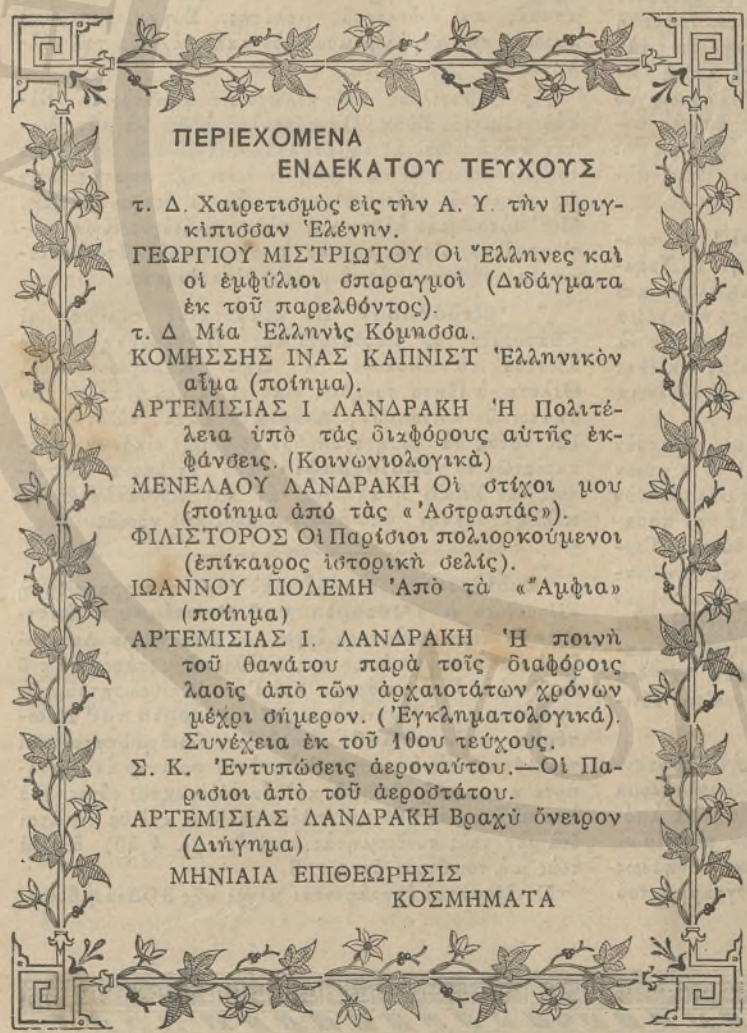 ΠΕΡΙΕΧΟΜΕΝΑ
ΕΝΔΕΚΑΤΟΥ ΤΕΥΧΟΥΣ
τ. Δ. Χαιρετισμὸς εἰς τὴν Α. Υ. τὴν Πριγ-
κίπισσαν Ἑλένην.
ΓΕΩΡΓΙΟΥ ΜΙΣΤΡΙΩΤΟΥ Οἱ Ἕλληνες καὶ
οἱ ἐμφύλιοι σπαραγμοὶ (Διδάγματα
ἐκ τοῦ παρελθόντος).
τ. Δ Μία Ἑλληνὶς Κόμησσα.
ΚΟΜΗΣΣΗΣ ΙΝΑΣ ΚΑΠΝΙΣΤ Ἑλληνικὸν
αἷμα (ποίημα).
ΑΡΤΕΜΙΣΙΑΣ Ι ΛΑΝΔΡΑΚΗ Ἡ Πολιτέ-
λεια ὑπὸ τὰς διαφόρους αὐτῆς ἐκ-
φάνσεις. (Κοινωνιολογικὰ)
ΜΕΝΕΛΑΟΥ ΛΑΝΔΡΑΚΗ Οἱ στίχοι μου
(ποίημα ἀπὸ τὰς «Ἀστραπάς»).
ΦΙΛΙΣΤΟΡΟΣ Οἱ Παρίσιοι πολιορκούμενοι
(ἐπίκαιρος ἱστορικὴ σελίς).
ΙΩΑΝΝΟΥ ΠΟΛΕΜΗ Ἀπὸ τὰ «Ἄμφια»
(ποίημα)
ΑΡΤΕΜΙΣΙΑΣ Ι. ΛΑΝΔΡΑΚΗ Ἡ ποινὴ
τοῦ θανάτου παρὰ τοῖς διαφόροις
λαοῖς ἀπὸ τῶν ἀρχαιοτάτων χρόνων
μέχρι σήμερον. (Ἐγκληματολογικά).
Συνέχεια ἐκ τοῦ 10ου τεύχους.
Σ. Κ. Ἐντυπώσεις ἀεροναύτου.—Οἱ Πα-
ρισιοι ἀπὸ τοῦ ἀεροστάτου.
ΑΡΤΕΜΙΣΙΑΣ ΛΑΝΔΡΑΚΗ Βραχὺ ὄνειρον
(Διήγημα)
ΜΗΝΙΑΙΑ ΕΠΙΘΕΩΡΗΣΙΣ
ΚΟΣΜΗΜΑΤΑ